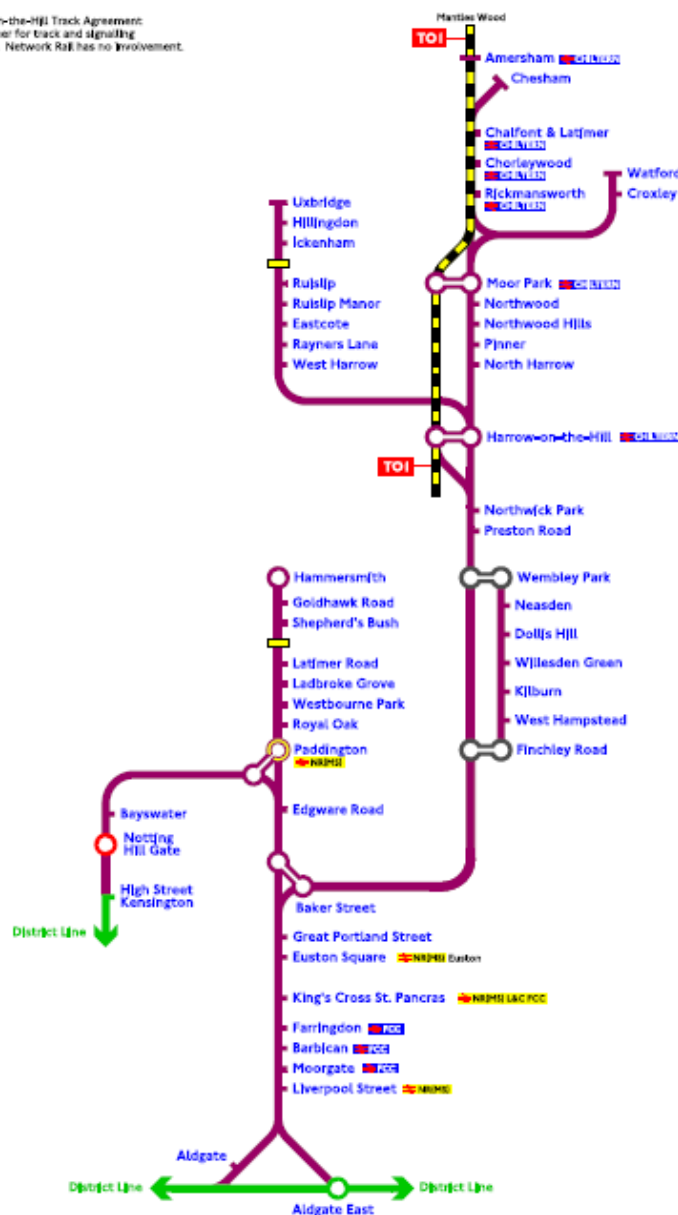 n-the-Hill Track Agreement
er for track and signalling
Network Rail has no involvement.
Mantles Wood
TOI
Amersham CHILTERN
Chesham
Chalfont & Latimer
CHILTERN
Chorleywood
CHILTERN
Rickmansworth
CHILTERN
Watford
Croxley
Uxbridge
Hillingdon
Ickenham
Ruislip
Ruislip Manor
Eastcote
Rayners Lane
West Harrow
Moor Park CHILTERN
Northwood
Northwood Hills
Pinner
North Harrow
Harrow-on-the-Hill CHILTERN
TOI
Northwick Park
Preston Road
Hammersmith
Goldhawk Road
Shepherd's Bush
Latimer Road
Ladbroke Grove
Westbourne Park
Royal Oak
Paddington
NR(MS)
Wembley Park
Neasden
Dollis Hill
Willesden Green
Kilburn
West Hampstead
Finchley Road
Bayswater
Notting
Hill Gate
High Street
Kensington
District Line
Edgware Road
Baker Street
Great Portland Street
Euston Square NR(MS) Euston
King's Cross St. Pancras NR(MS) L&C FCC
Farringdon FCC
Barbican FCC
Moorgate FCC
Liverpool Street NR(MS)
Aldgate
District Line
District Line
Aldgate East